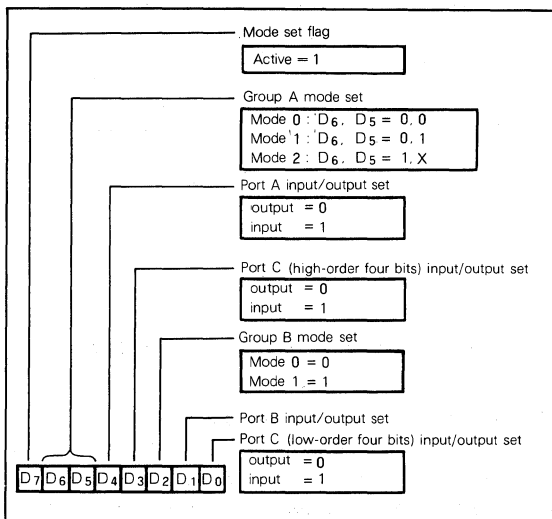 Mode set flag
Active = 1
Group A mode set
Mode 0 : D6, D5 = 0, 0
Mode 1 : D6, D5 = 0, 1
Mode 2 : D6, D5 = 1, X
Port A input/output set
output = 0
input = 1
Port C (high-order four bits) input/output set
output = 0
input = 1
Group B mode set
Mode 0 = 0
Mode 1 = 1
Port B input/output set
Port C (low-order four bits) input/output set
output = 0
input = 1
D7 D6 D5 D4 D3 D2 D1 D0